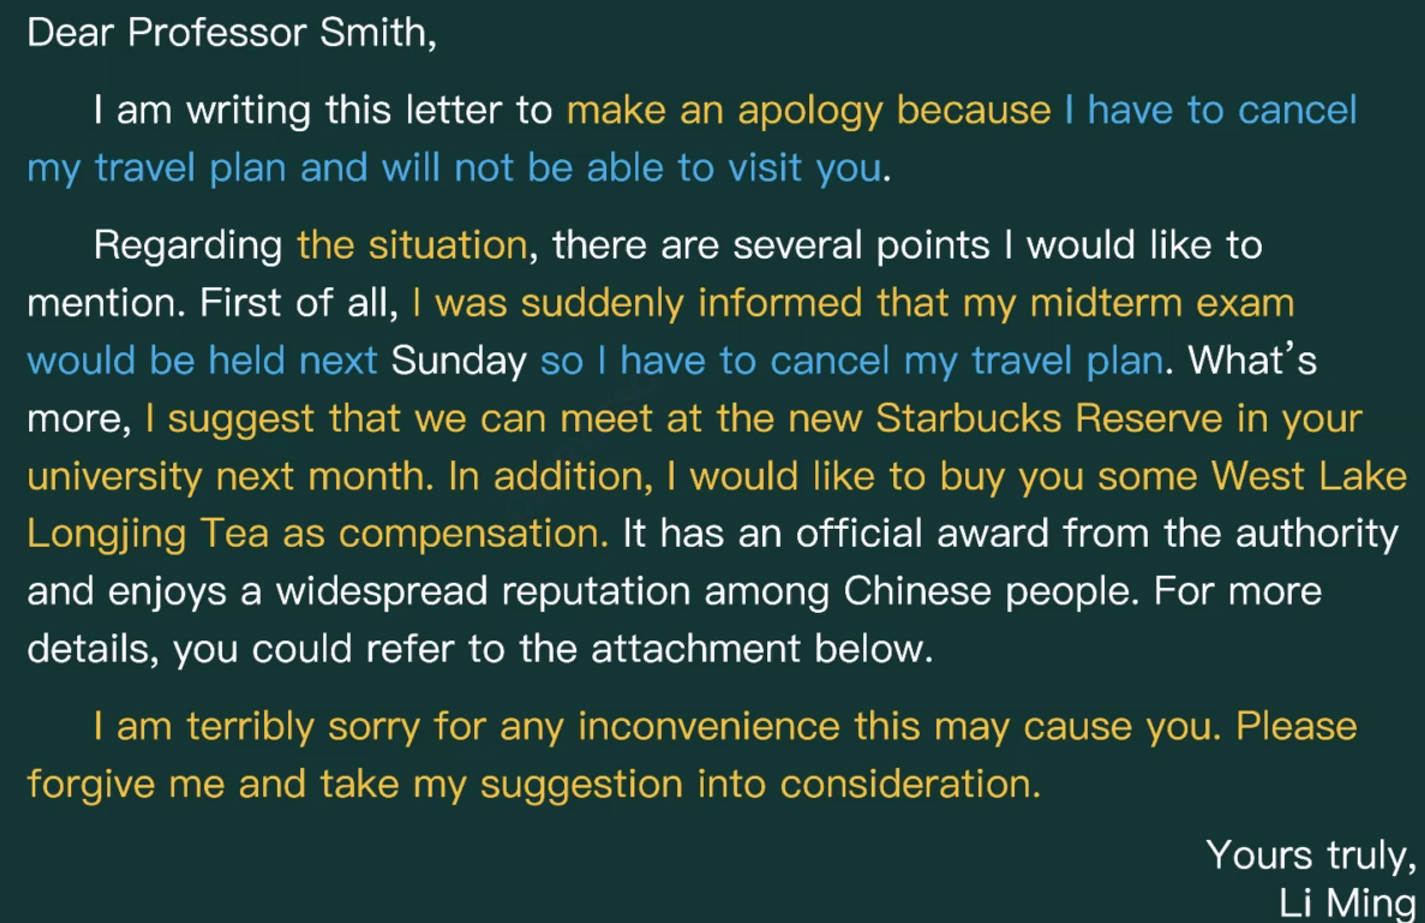 Dear Professor Smith,
I am writing this letter to make an apology because I have to cancel
my travel plan and will not be able to visit you.
Regarding the situation, there are several points I would like to
mention. First of all, I was suddenly informed that my midterm exam
would be held next Sunday so I have to cancel my travel plan. What's
more, I suggest that we can meet at the new Starbucks Reserve in your
university next month. In addition, I would like to buy you some West Lake
Longjing Tea as compensation. It has an official award from the authority
and enjoys a widespread reputation among Chinese people. For more
details, you could refer to the attachment below.
I am terribly sorry for any inconvenience this may cause you. Please
forgive me and take my suggestion into consideration.
Yours truly,
Li Ming